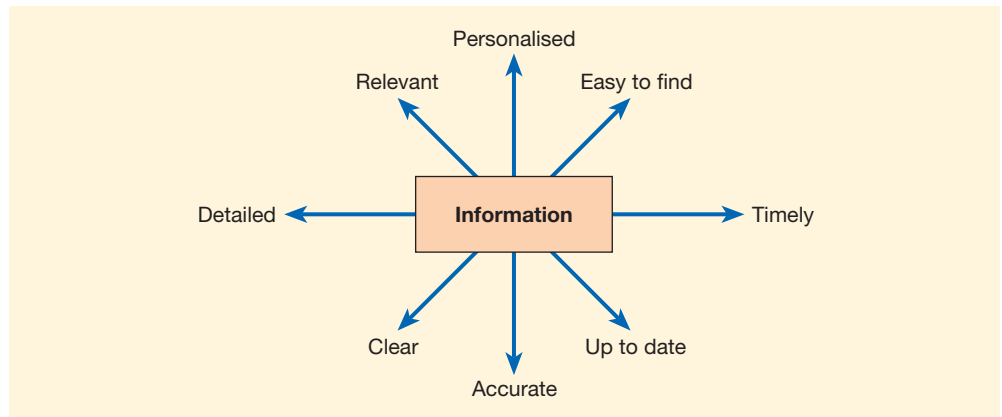 Personalised
Relevant
Easy to find
Detailed
Information
Timely
Clear
Up to date
Accurate